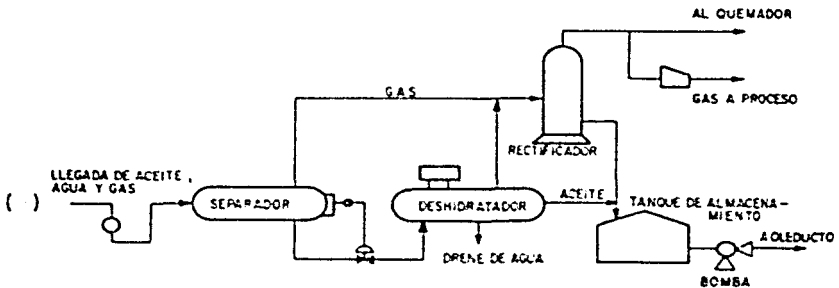 AL QUEMADOR
GAS
GAS A PROCESO
RECTIFICADOR
LLEGADA DE ACEITE,
AGUA Y GAS
( )
SEPARADOR
DESHIDRATADOR
ACEITE
TANQUE DE ALMACENA-
MIENTO
DRENE DE AGUA
A OLEDUCTO
BOMBA